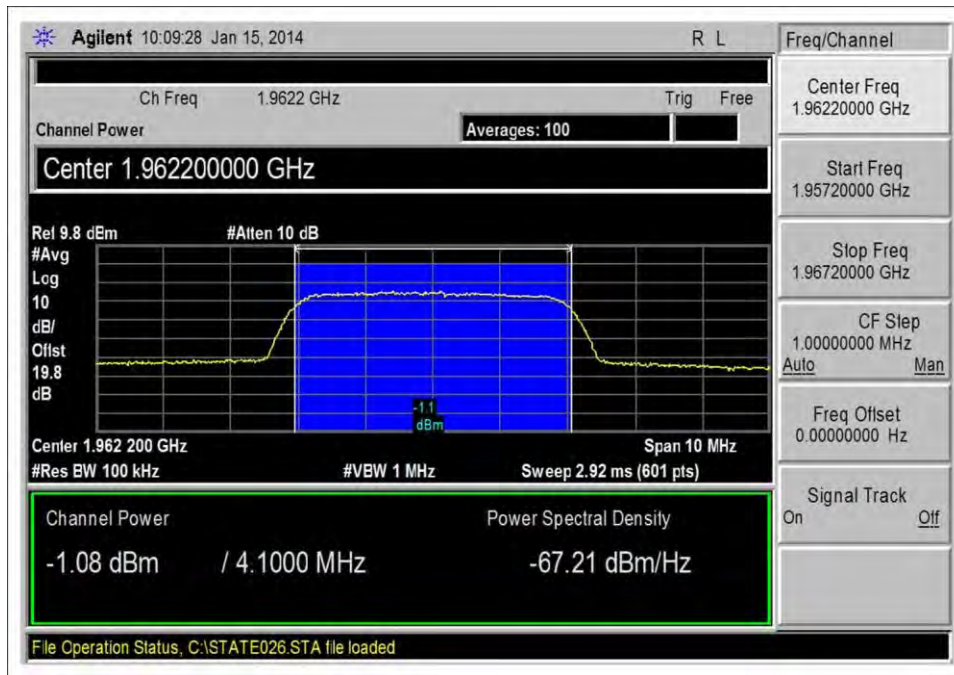 Agilent 10:09:28 Jan 15, 2014 R L
Freq/Channel
Ch Freq 1.9622 GHz Trig Free
Channel Power Averages: 100
Center 1.962200000 GHz
Ref 9.8 dBm #Atten 10 dB
#Avg
Log
10
dB/
Offst
19.8
dB
-1.1
dBm
Center 1.962 200 GHz Span 10 MHz
#Res BW 100 kHz #VBW 1 MHz Sweep 2.92 ms (601 pts)
Channel Power Power Spectral Density
-1.08 dBm / 4.1000 MHz -67.21 dBm/Hz
File Operation Status, C:\STATE026.STA file loaded
Center Freq
1.96220000 GHz
Start Freq
1.95720000 GHz
Stop Freq
1.96720000 GHz
CF Step
1.00000000 MHz
Auto Man
Freq Offset
0.00000000 Hz
Signal Track
On Off